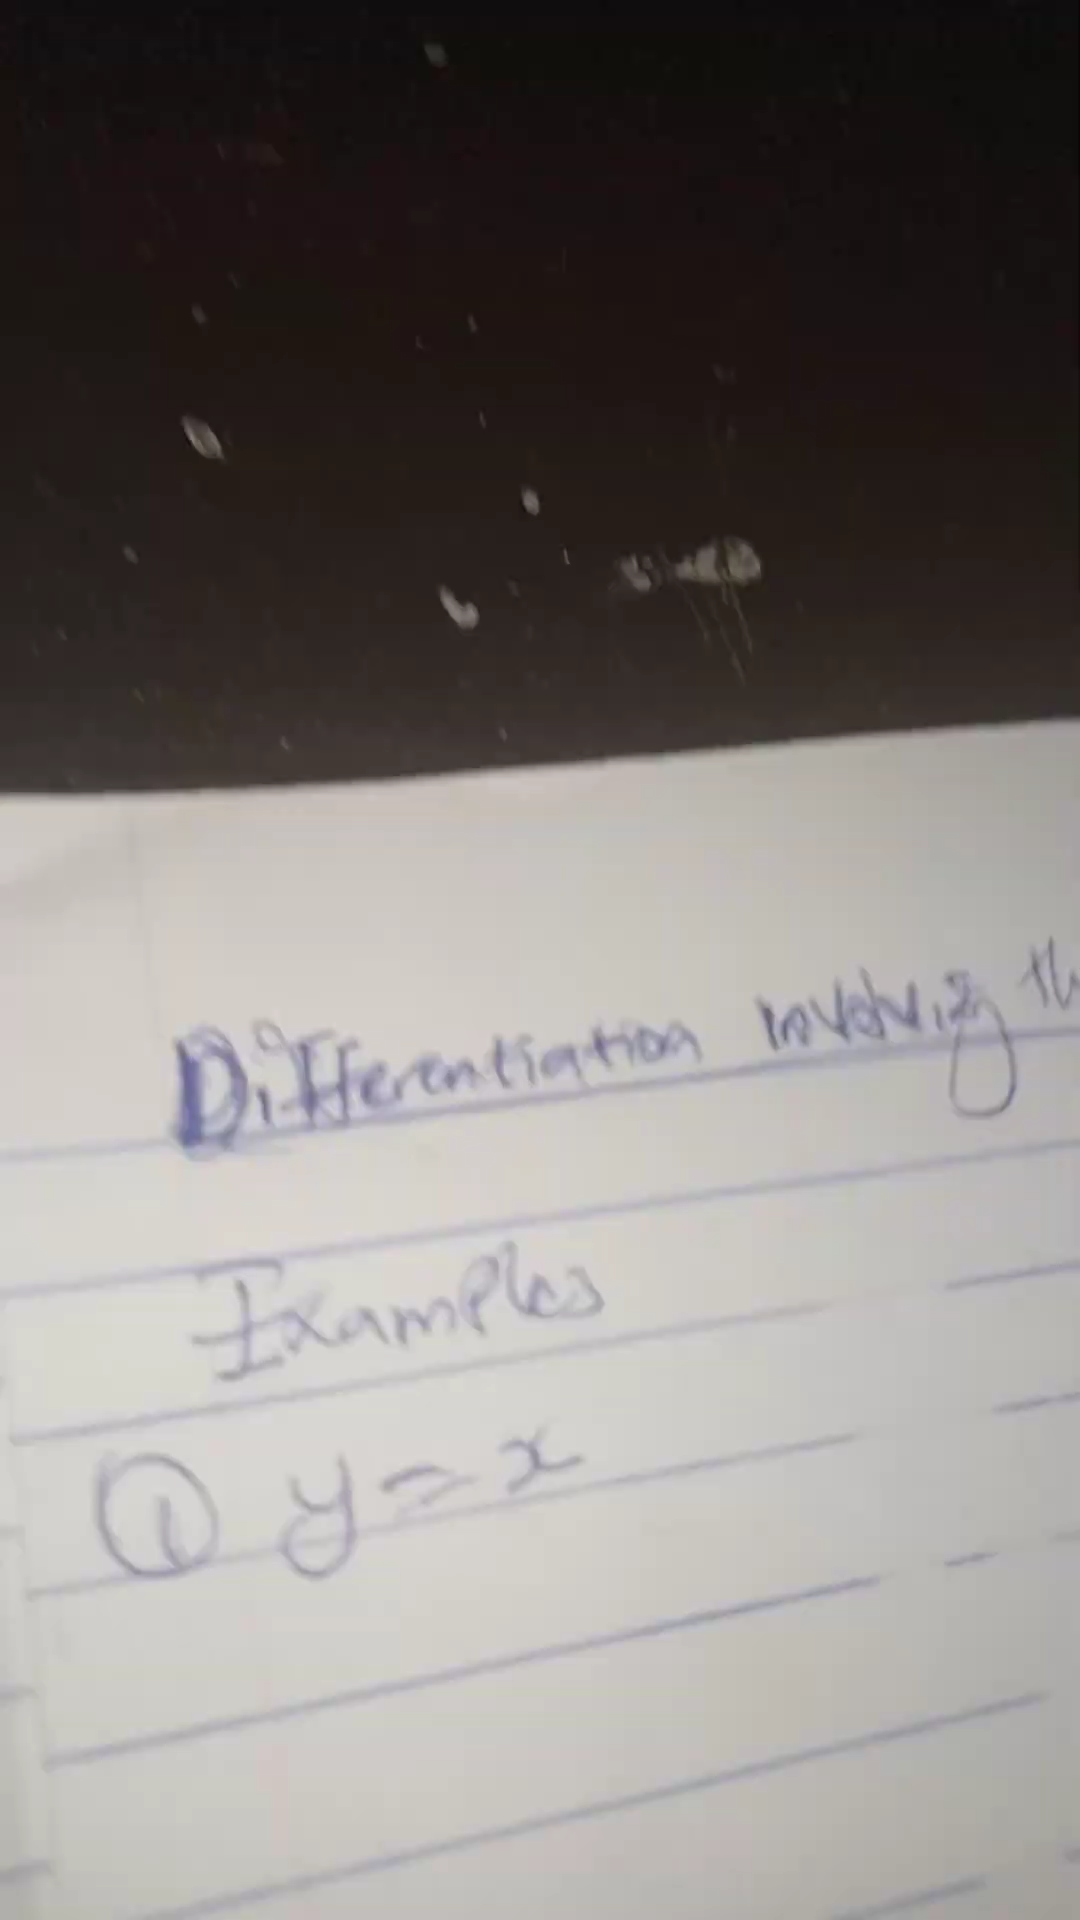 Differentiation involving
Examples
① y = x